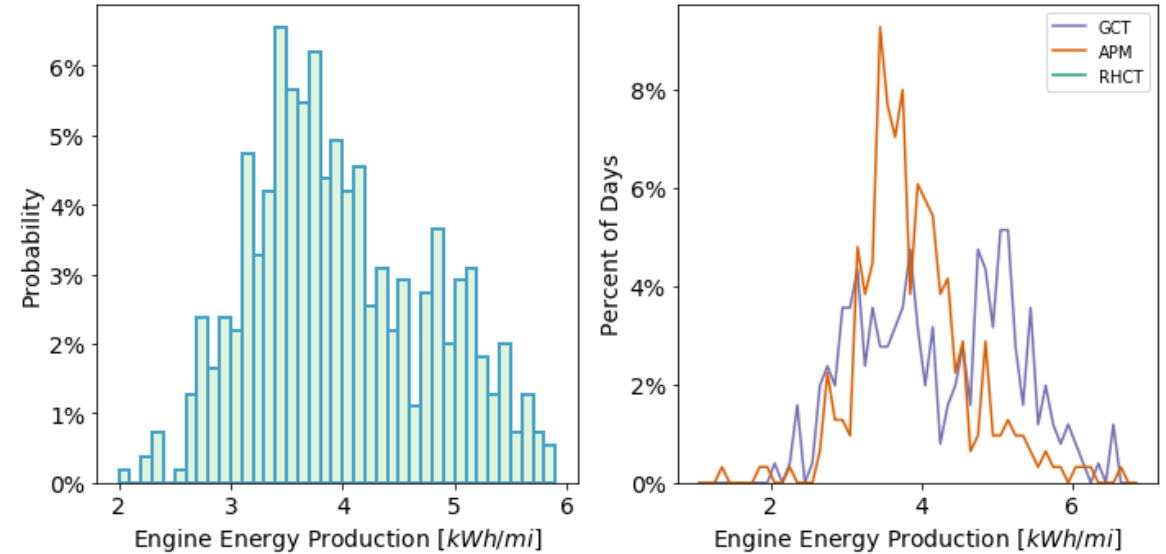 6%
5%
4%
3%
2%
1%
0%
Probability
2 3 4 5 6
Engine Energy Production [kWh/mi]
8%
6%
4%
2%
0%
Percent of Days
GCT
APM
RHCT
2 4 6
Engine Energy Production [kWh/mi]